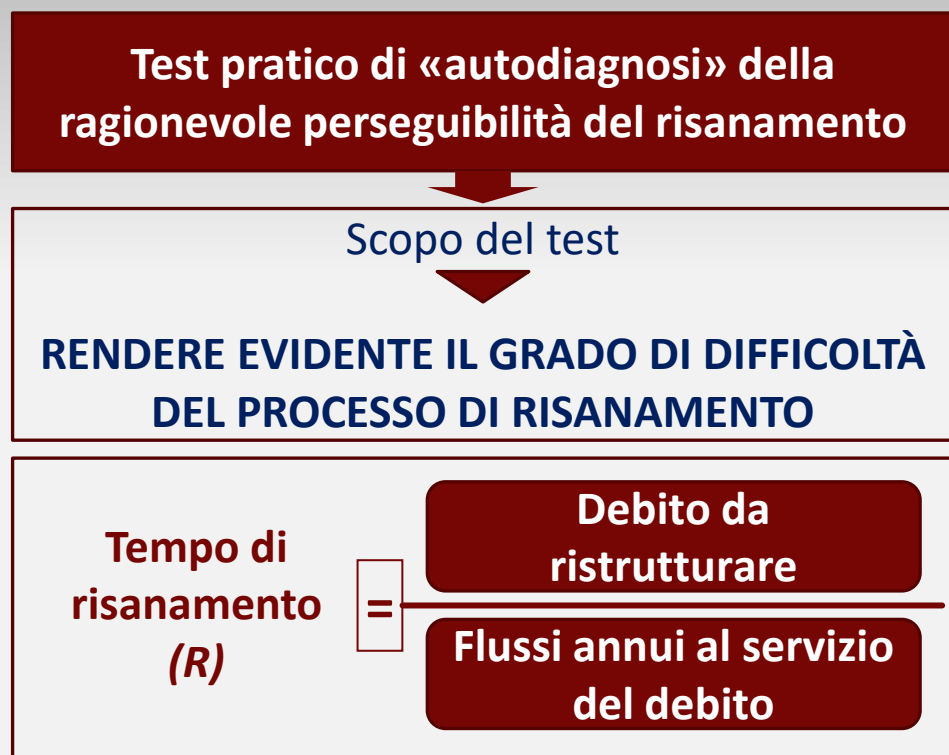 Test pratico di «autodiagnosi» della
ragionevole perseguibilità del risanamento
Scopo del test
RENDERE EVIDENTE IL GRADO DI DIFFICOLTÀ
DEL PROCESSO DI RISANAMENTO
Tempo di
risanamento
(R)
=
Debito da
ristrutturare
Flussi annui al servizio
del debito